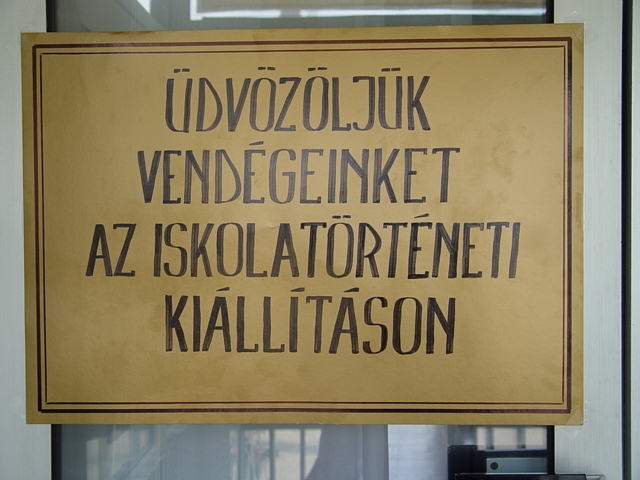 ÜDVÖZÖLJÜK
VENDÉGEINKET
AZ ISKOLATÖRTÉNETI
KIÁLLÍTÁSON